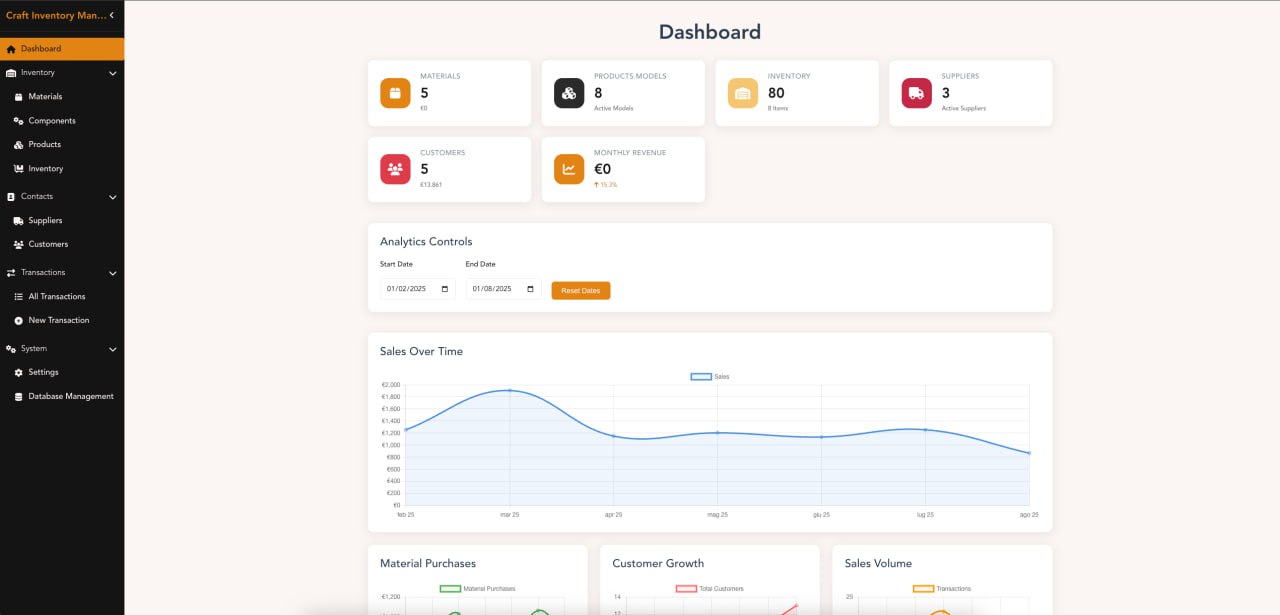 Craft Inventory Man...
Dashboard
Inventory
Materials
Components
Products
Inventory
Contacts
Suppliers
Customers
Transactions
All Transactions
New Transaction
System
Settings
Database Management
Dashboard
MATERIALS
5
€0
PRODUCTS MODELS
8
Active Models
INVENTORY
80
8 Items
SUPPLIERS
3
Active Suppliers
CUSTOMERS
5
€13.861
MONTHLY REVENUE
€0
15.3%
Analytics Controls
Start Date
End Date
01/02/2025
01/08/2025
Reset Dates
Sales Over Time
Sales
€2,000
€1,800
€1,600
€1,400
€1,200
€1,000
€800
€600
€400
€200
€0
feb 25 mar 25 apr 25 mag 25 giu 25 lug 25 ago 25
Material Purchases
Material Purchases
€1,200
Customer Growth
Total Customers
14
12
Sales Volume
Transactions
25